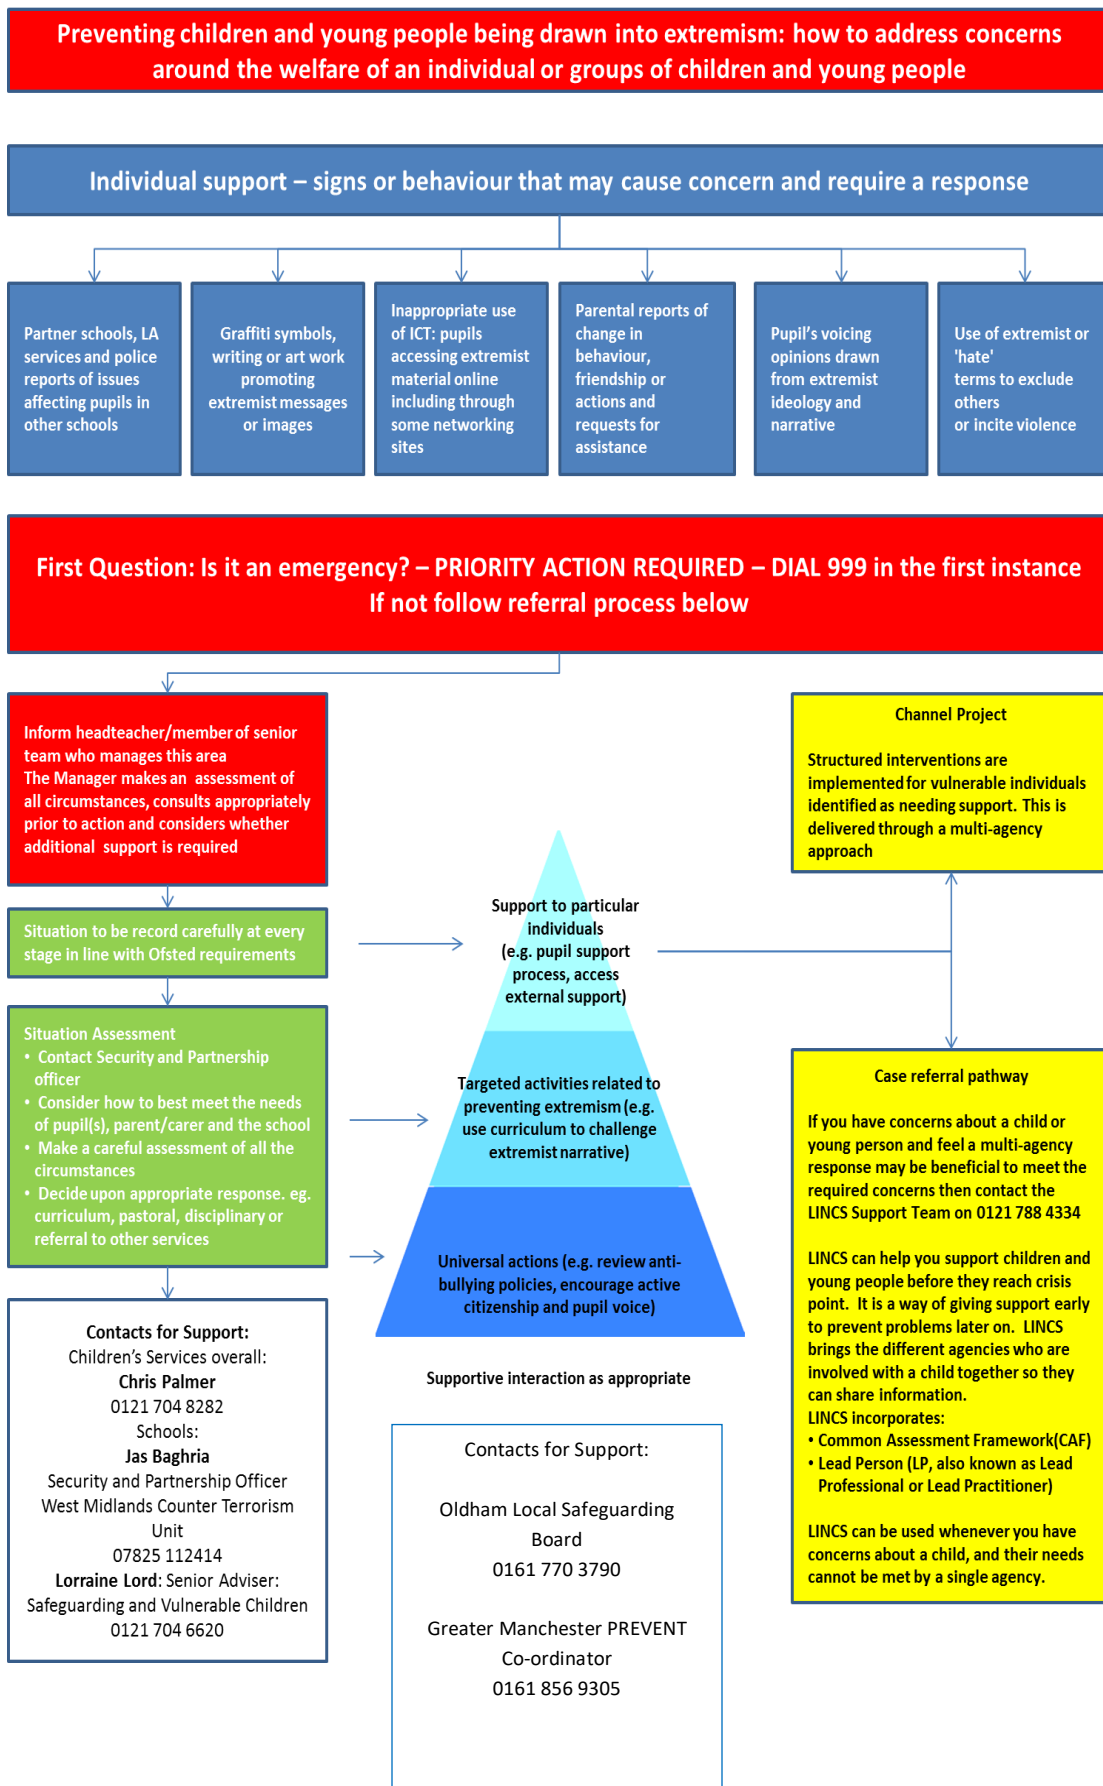 Preventing children and young people being drawn into extremism: how to address concerns
around the welfare of an individual or groups of children and young people
Individual support – signs or behaviour that may cause concern and require a response
Partner schools, LA
services and police
reports of issues
affecting pupils in
other schools
Graffiti symbols,
writing or art work
promoting
extremist messages
or images
Inappropriate use
of ICT: pupils
accessing extremist
material online
including through
some networking
sites
Parental reports of
change in
behaviour,
friendship or
actions and
requests for
assistance
Pupil's voicing
opinions drawn
from extremist
ideology and
narrative
Use of extremist or
'hate'
terms to exclude
others
or incite violence
First Question: Is it an emergency? – PRIORITY ACTION REQUIRED – DIAL 999 in the first instance
If not follow referral process below
Inform headteacher/member of senior
team who manages this area
The Manager makes an assessment of
all circumstances, consults appropriately
prior to action and considers whether
additional support is required
Situation to be record carefully at every
stage in line with Ofsted requirements
Situation Assessment
• Contact Security and Partnership
officer
• Consider how to best meet the needs
of pupil(s), parent/carer and the school
• Make a careful assessment of all the
circumstances
• Decide upon appropriate response. eg.
curriculum, pastoral, disciplinary or
referral to other services
Contacts for Support:
Children's Services overall:
Chris Palmer
0121 704 8282
Schools:
Jas Baghria
Security and Partnership Officer
West Midlands Counter Terrorism
Unit
07825 112414
Lorraine Lord: Senior Adviser:
Safeguarding and Vulnerable Children
0121 704 6620
Support to particular
individuals
(e.g. pupil support
process, access
external support)
Targeted activities related to
preventing extremism (e.g.
use curriculum to challenge
extremist narrative)
Universal actions (e.g. review anti-
bullying policies, encourage active
citizenship and pupil voice)
Supportive interaction as appropriate
Contacts for Support:
Oldham Local Safeguarding
Board
0161 770 3790
Greater Manchester PREVENT
Co-ordinator
0161 856 9305
Channel Project
Structured interventions are
implemented for vulnerable individuals
identified as needing support. This is
delivered through a multi-agency
approach
Case referral pathway
If you have concerns about a child or
young person and feel a multi-agency
response may be beneficial to meet the
required concerns then contact the
LINCS Support Team on 0121 788 4334
LINCS can help you support children and
young people before they reach crisis
point. It is a way of giving support early
to prevent problems later on. LINCS
brings the different agencies who are
involved with a child together so they
can share information.
LINCS incorporates:
• Common Assessment Framework(CAF)
• Lead Person (LP, also known as Lead
Professional or Lead Practitioner)
LINCS can be used whenever you have
concerns about a child, and their needs
cannot be met by a single agency.